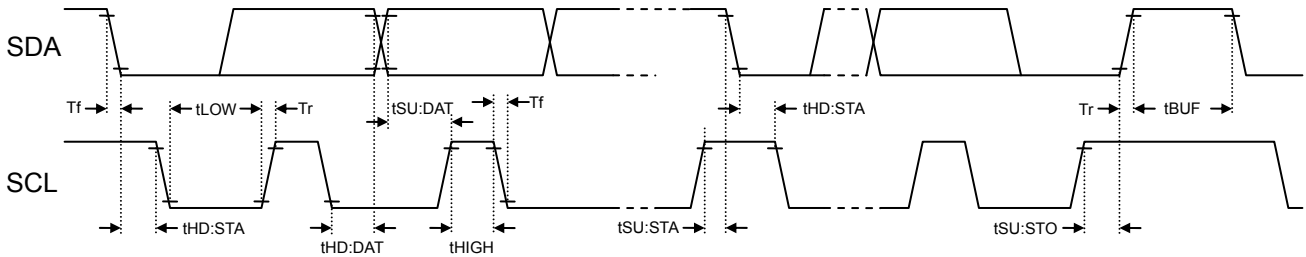 SDA
Tf
tLOW
Tr
tSU:DAT
Tf
tHD:STA
Tr
tBUF
SCL
tHD:STA
tHD:DAT
tHIGH
tSU:STA
tSU:STO